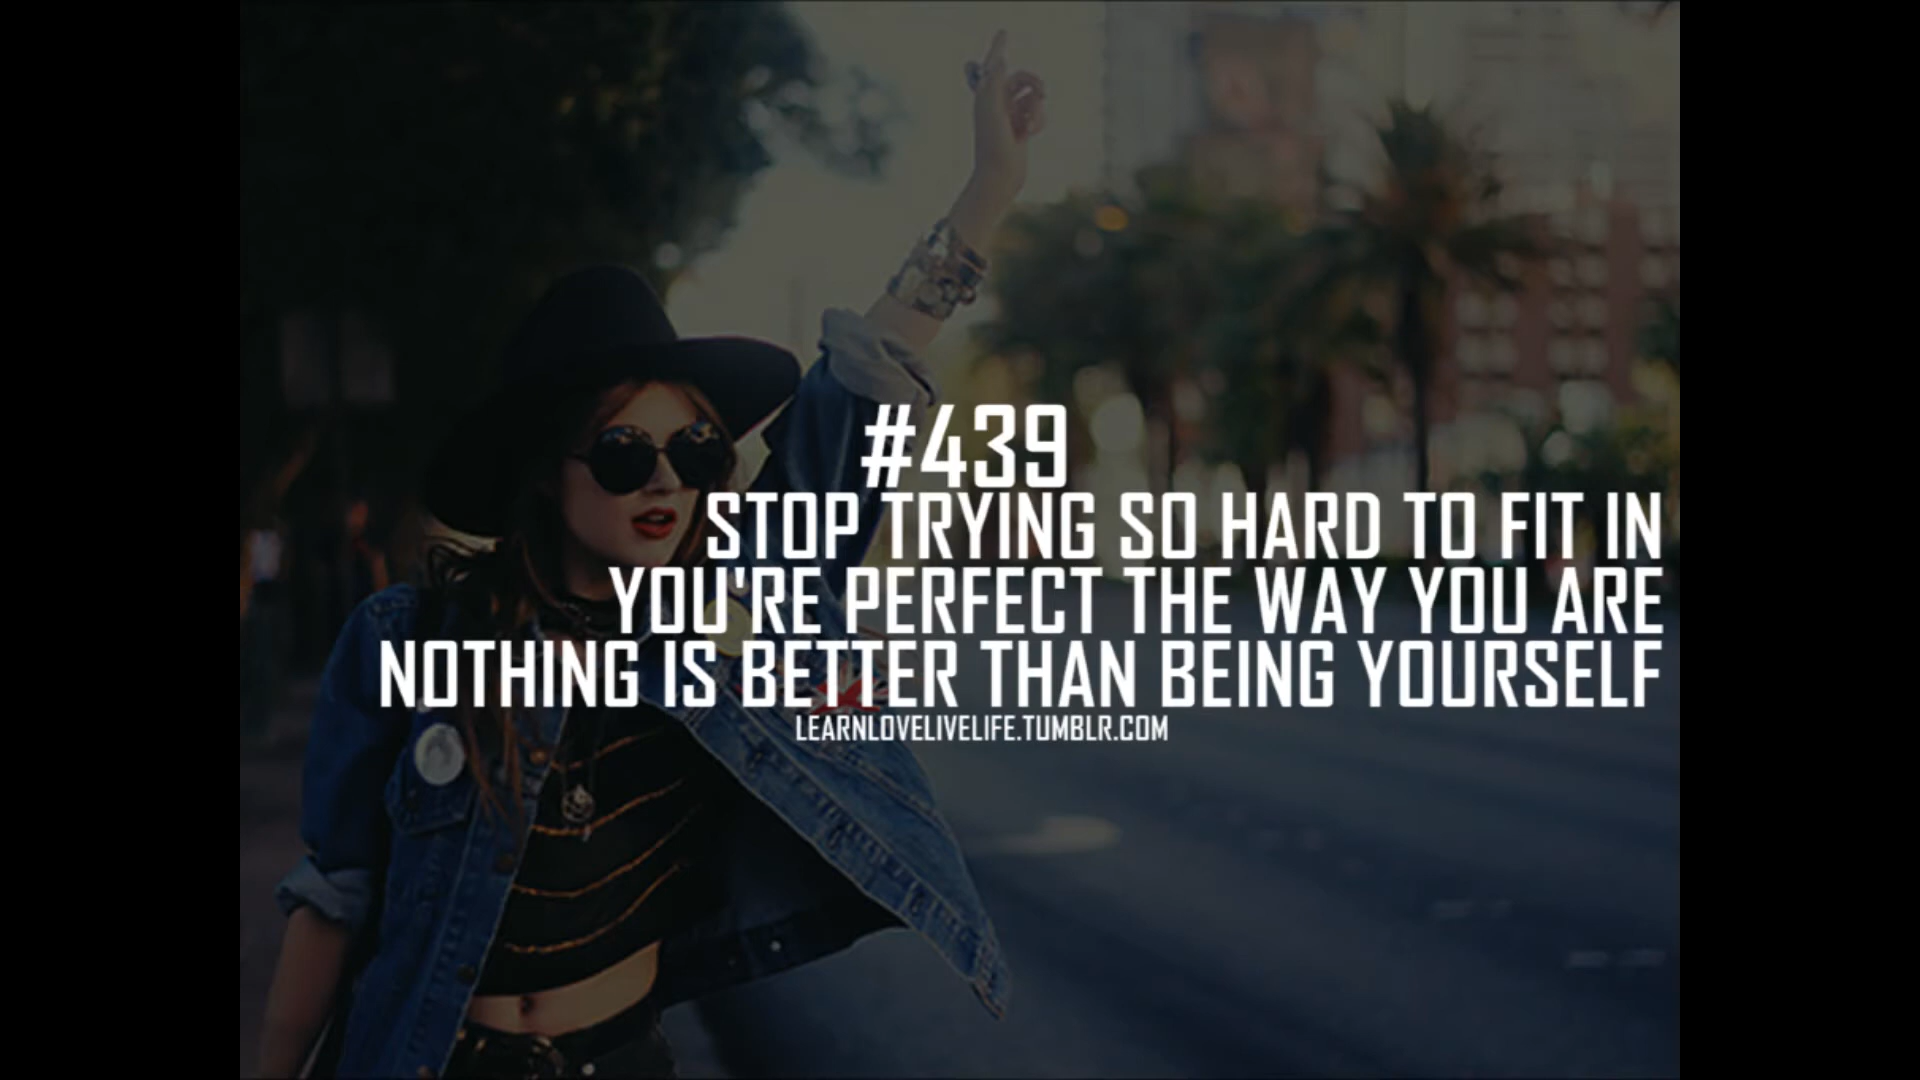 #439
STOP TRYING SO HARD TO FIT IN
YOU'RE PERFECT THE WAY YOU ARE
NOTHING IS BETTER THAN BEING YOURSELF
LEARNLOVELIVELIFE.TUMBLR.COM